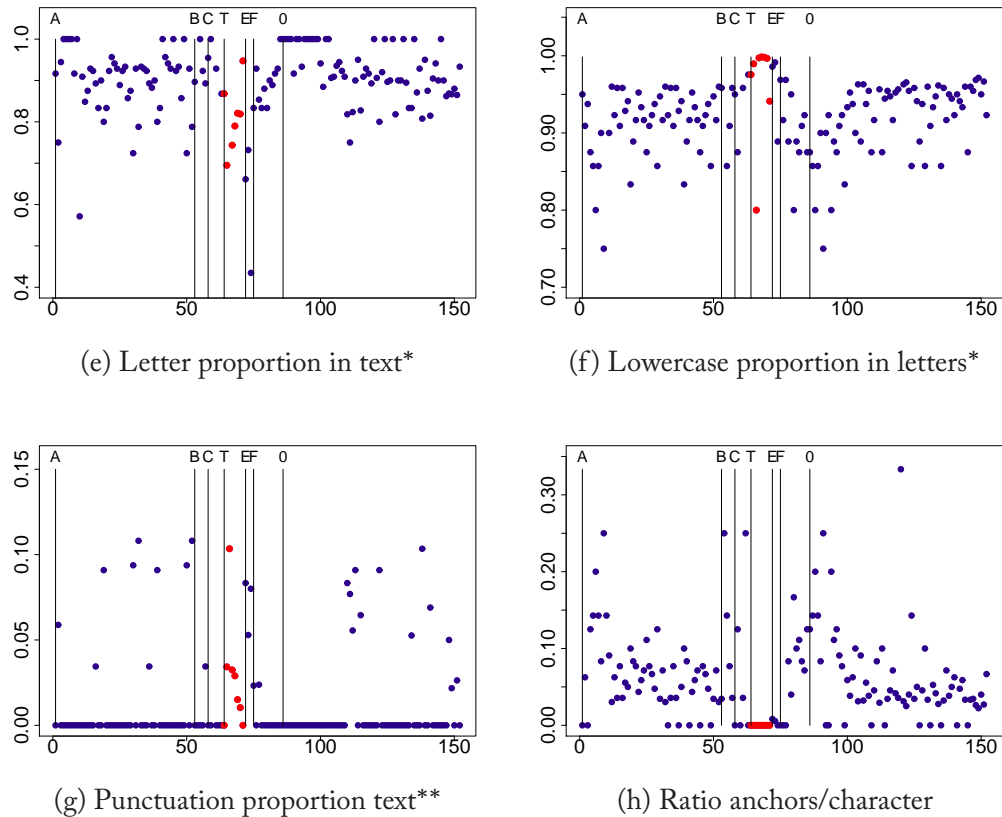 A B C T E F 0
1.0
0.8
0.6
0.4
0 50 100 150
(e) Letter proportion in text*
A B C T E F 0
1.00
0.90
0.80
0.70
0 50 100 150
(f) Lowercase proportion in letters*
A B C T E F 0
0.15
0.10
0.05
0.00
0 50 100 150
(g) Punctuation proportion text**
A B C T E F 0
0.30
0.20
0.10
0.00
0 50 100 150
(h) Ratio anchors/character